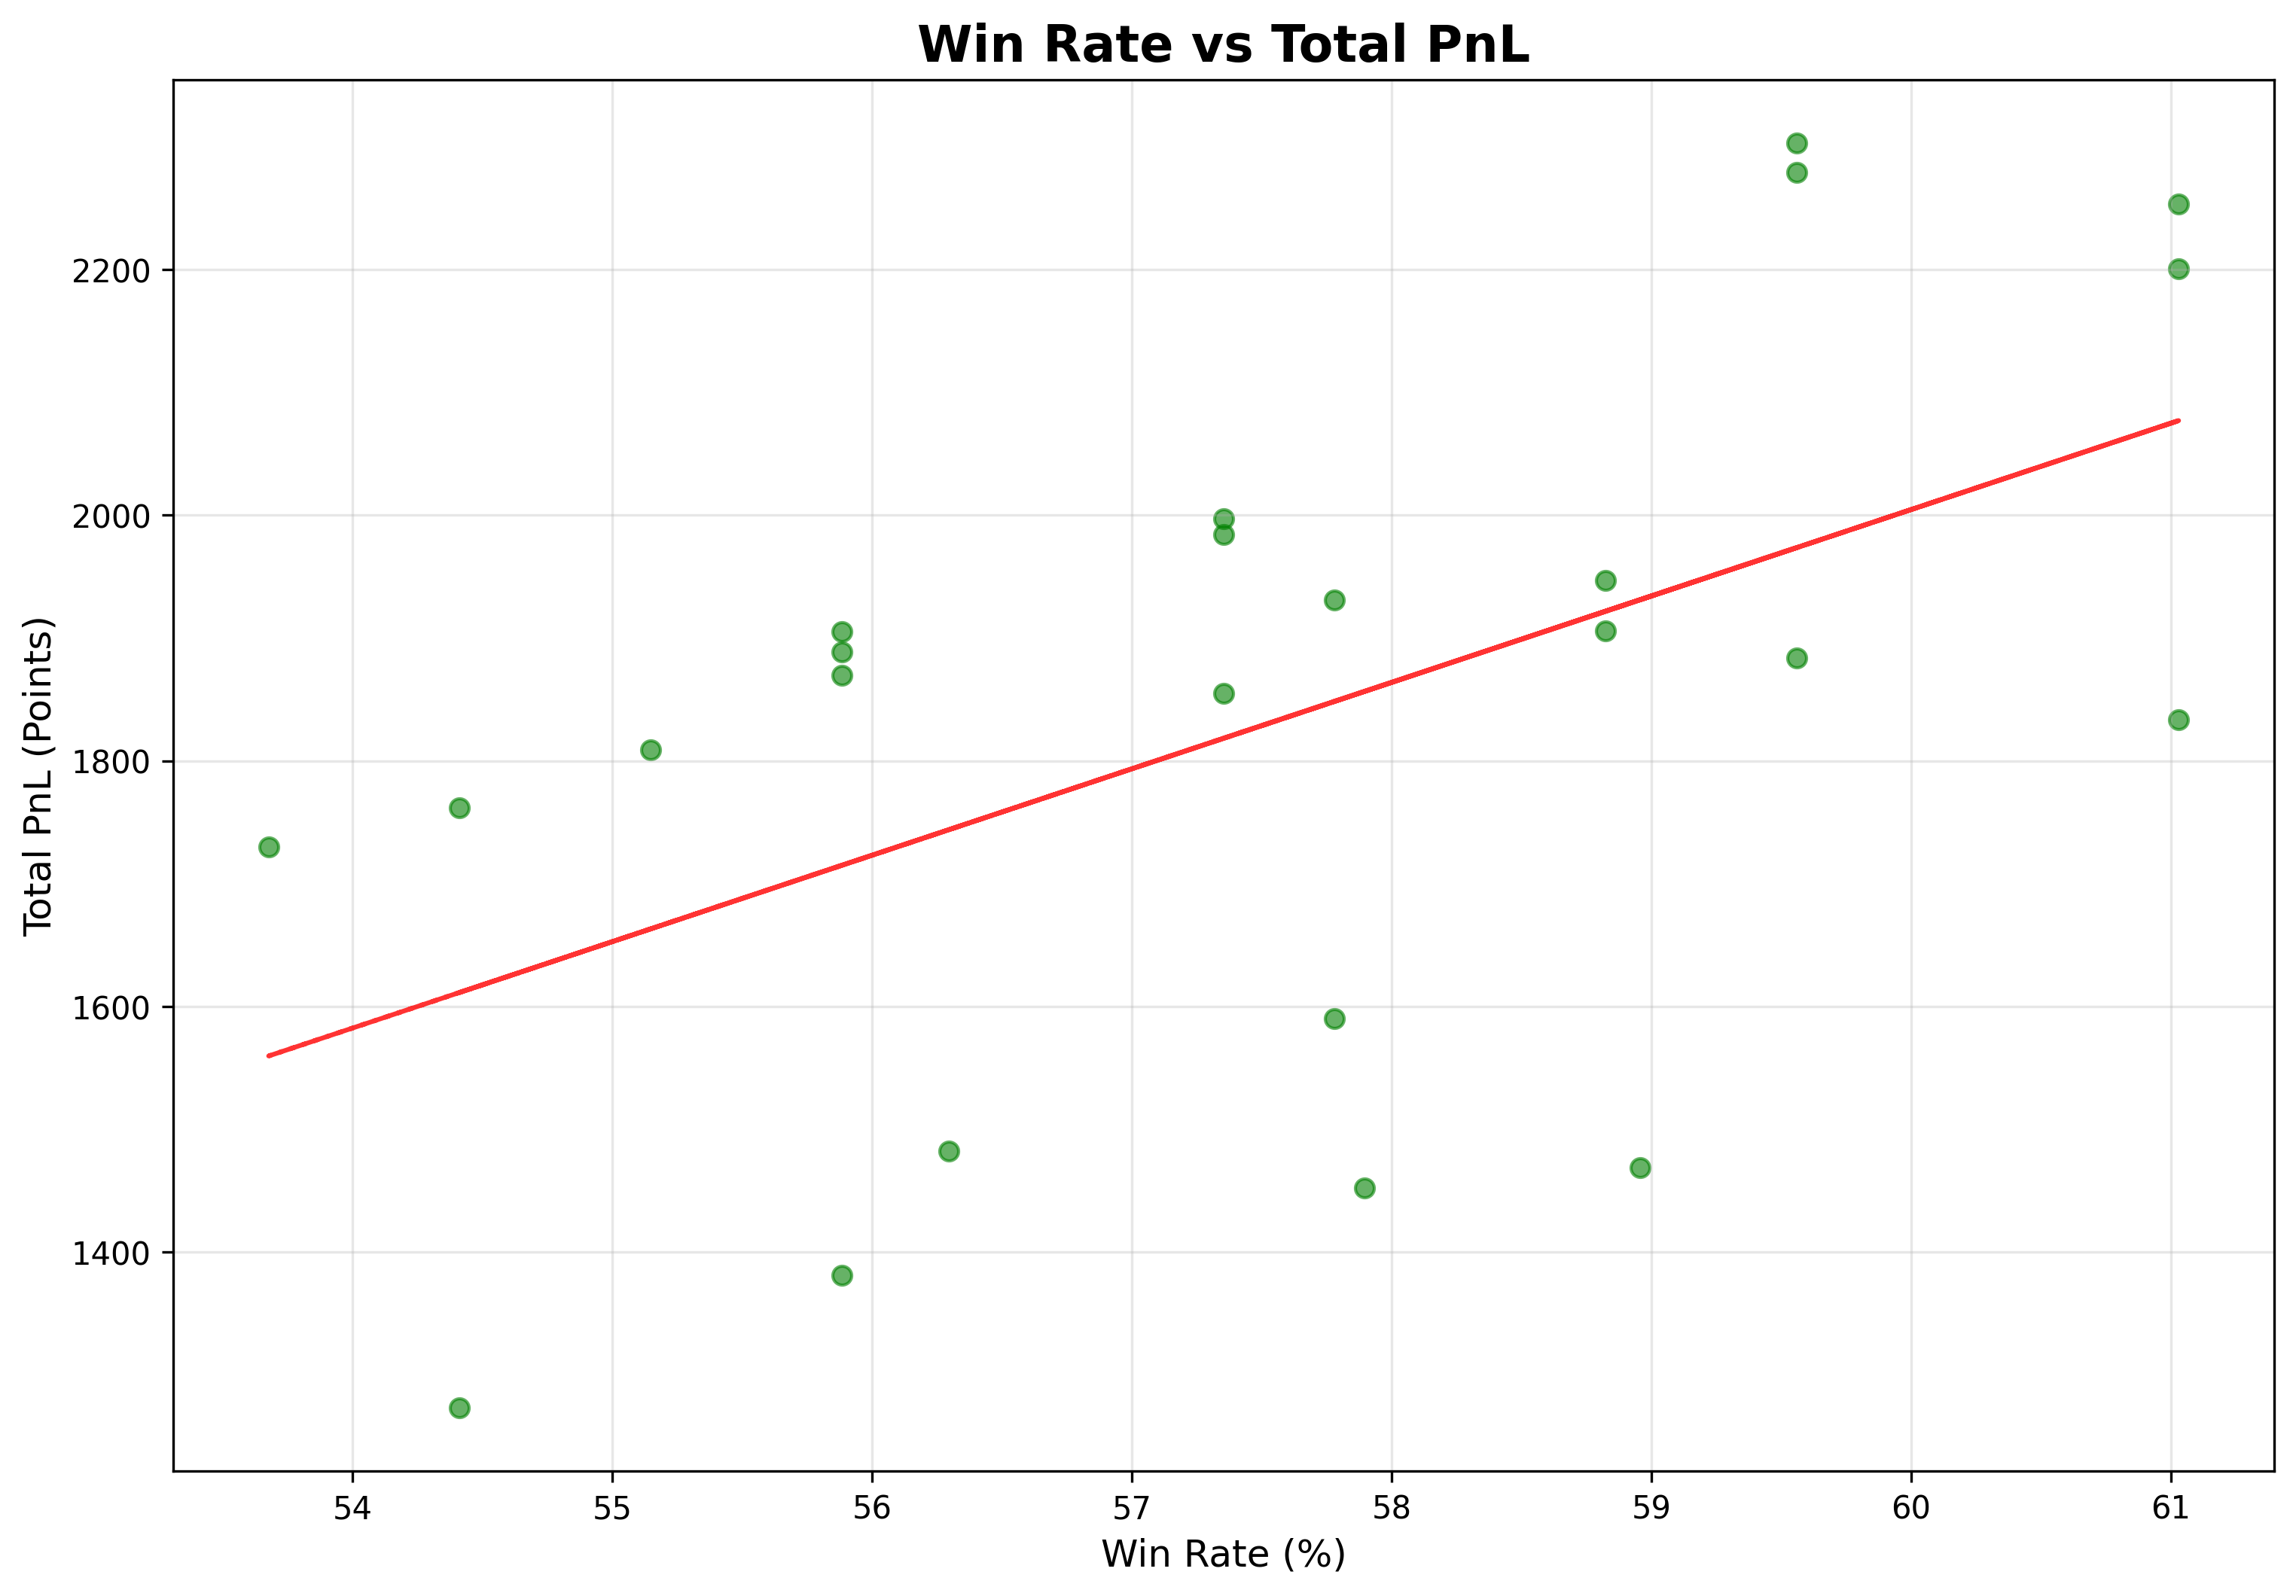 Win Rate vs Total PnL
Total PnL (Points)
2200
2000
1800
1600
1400
54 55 56 57 58 59 60 61
Win Rate (%)